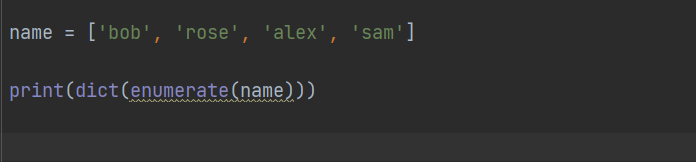 name = ['bob', 'rose', 'alex', 'sam']
print(dict(enumerate(name)))